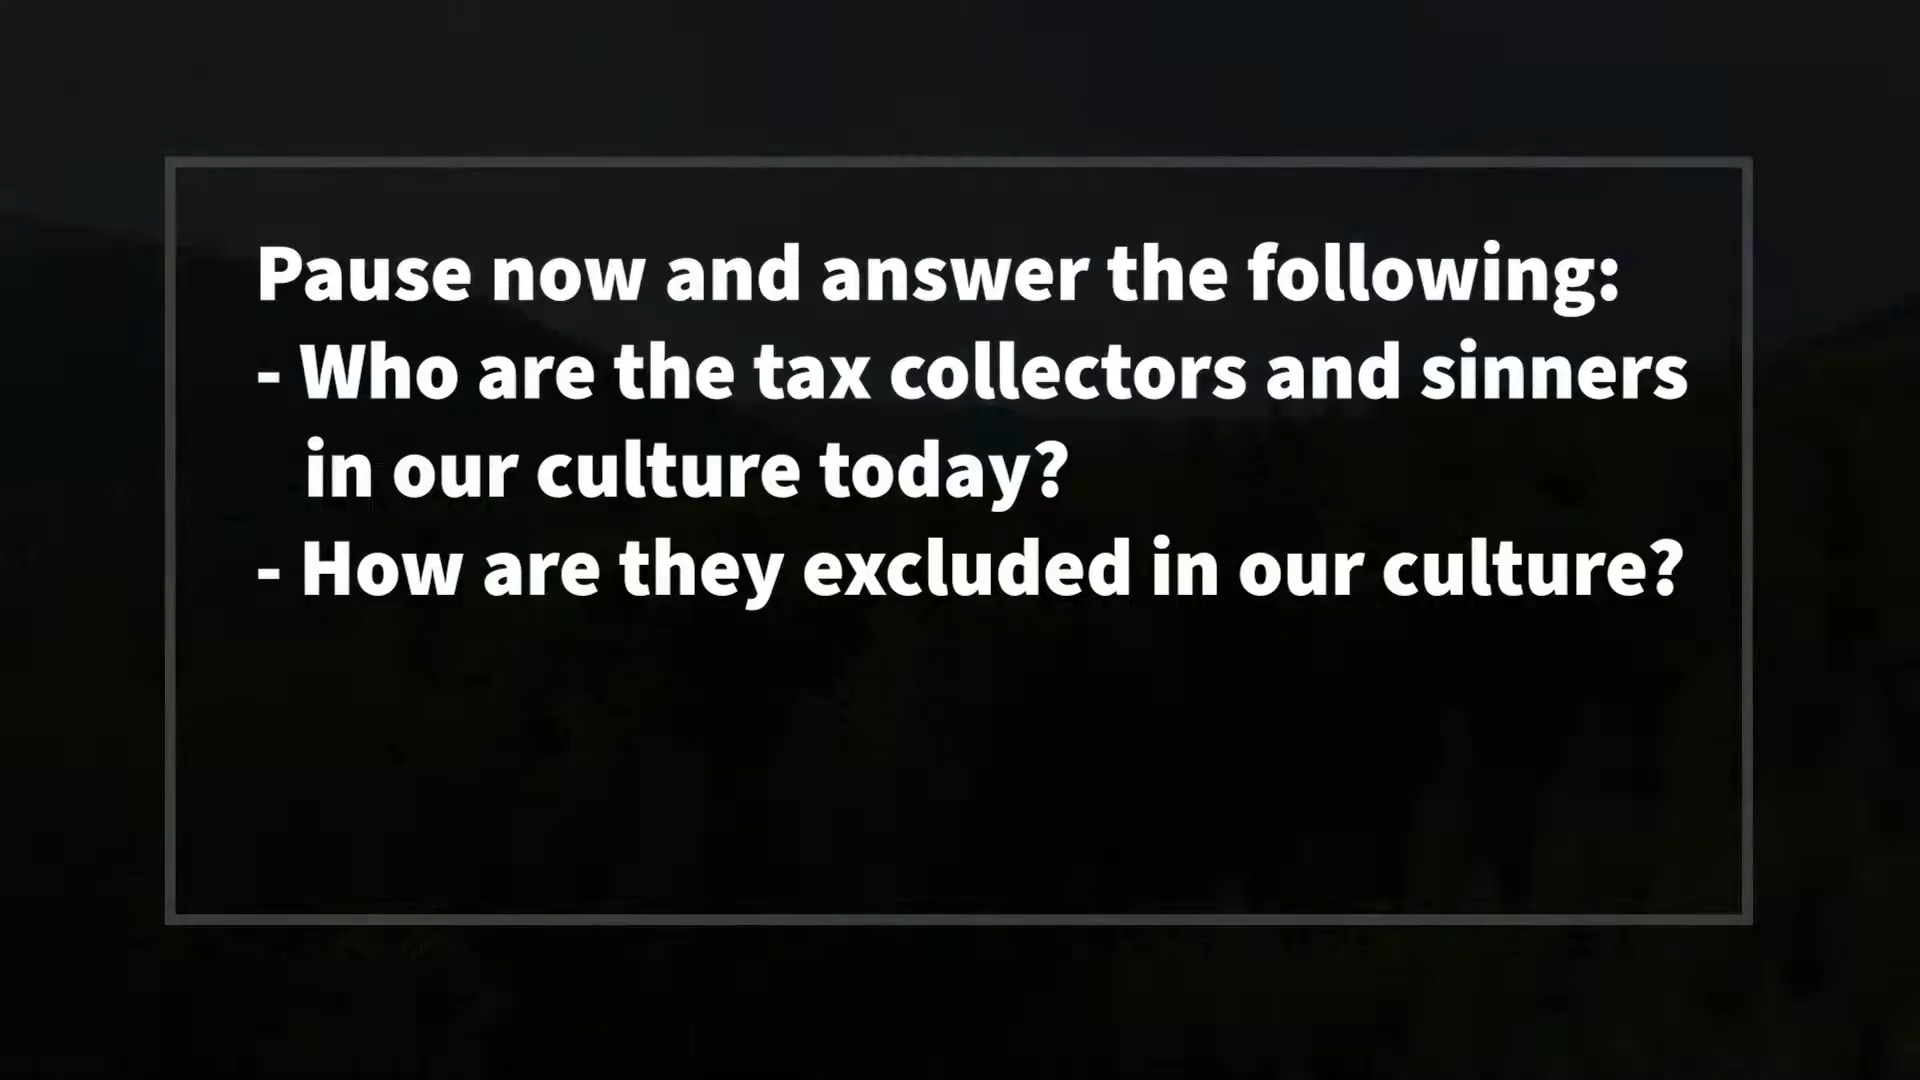 Pause now and answer the following:
- Who are the tax collectors and sinners
in our culture today?
- How are they excluded in our culture?